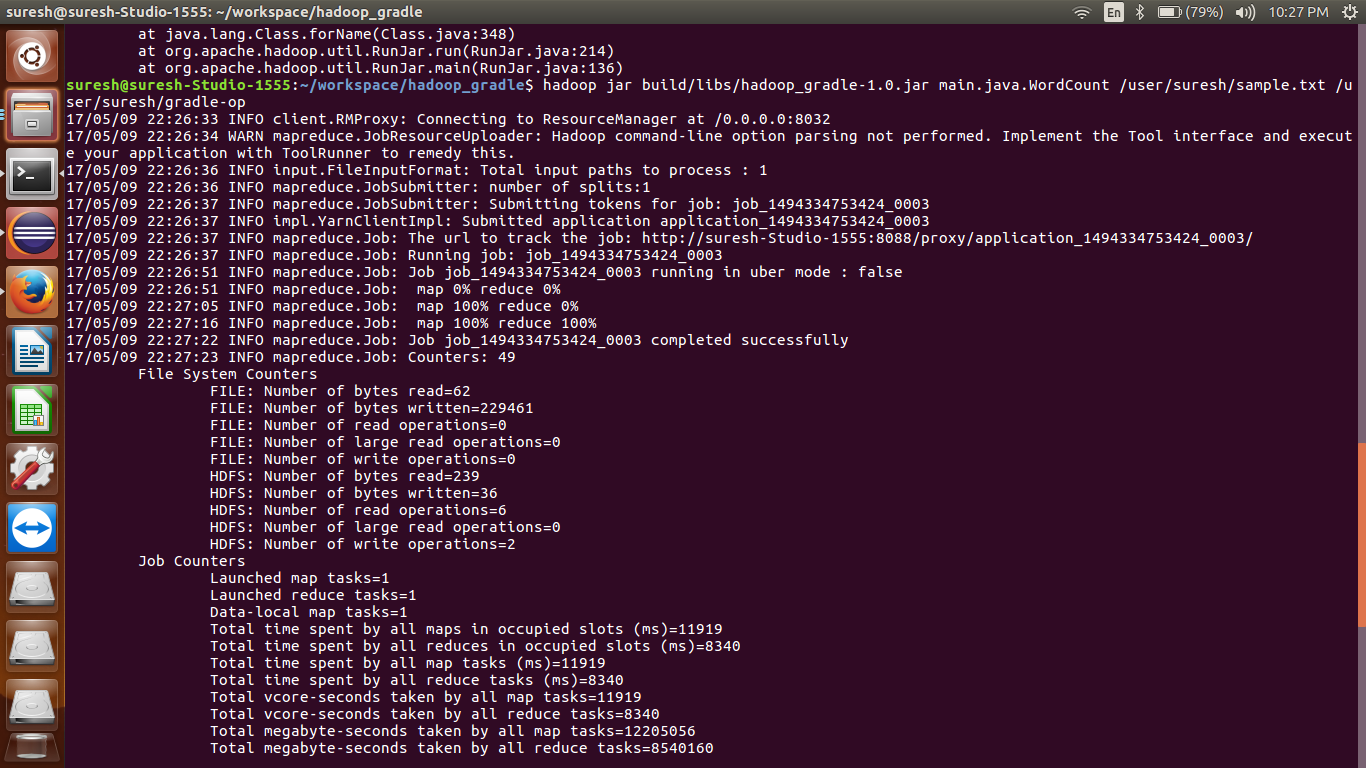 suresh@suresh-Studio-1555: ~/workspace/hadoop_gradle
En
(79%)
10:27 PM
at java.lang.Class.forName(Class.java:348)
at org.apache.hadoop.util.RunJar.run(RunJar.java:214)
at org.apache.hadoop.util.RunJar.main(RunJar.java:136)
suresh@suresh-Studio-1555:~/workspace/hadoop_gradle$ hadoop jar build/libs/hadoop_gradle-1.0.jar main.java.WordCount /user/suresh/sample.txt /u
ser/suresh/gradle-op
17/05/09 22:26:33 INFO client.RMProxy: Connecting to ResourceManager at /0.0.0.0:8032
17/05/09 22:26:34 WARN mapreduce.JobResourceUploader: Hadoop command-line option parsing not performed. Implement the Tool interface and execut
e your application with ToolRunner to remedy this.
17/05/09 22:26:36 INFO input.FileInputFormat: Total input paths to process : 1
17/05/09 22:26:36 INFO mapreduce.JobSubmitter: number of splits:1
17/05/09 22:26:37 INFO mapreduce.JobSubmitter: Submitting tokens for job: job_1494334753424_0003
17/05/09 22:26:37 INFO impl.YarnClientImpl: Submitted application application_1494334753424_0003
17/05/09 22:26:37 INFO mapreduce.Job: The url to track the job: http://suresh-Studio-1555:8088/proxy/application_1494334753424_0003/
17/05/09 22:26:37 INFO mapreduce.Job: Running job: job_1494334753424_0003
17/05/09 22:26:51 INFO mapreduce.Job: Job job_1494334753424_0003 running in uber mode : false
17/05/09 22:26:51 INFO mapreduce.Job:  map 0% reduce 0%
17/05/09 22:27:05 INFO mapreduce.Job:  map 100% reduce 0%
17/05/09 22:27:16 INFO mapreduce.Job:  map 100% reduce 100%
17/05/09 22:27:22 INFO mapreduce.Job: Job job_1494334753424_0003 completed successfully
17/05/09 22:27:23 INFO mapreduce.Job: Counters: 49
File System Counters
FILE: Number of bytes read=62
FILE: Number of bytes written=229461
FILE: Number of read operations=0
FILE: Number of large read operations=0
FILE: Number of write operations=0
HDFS: Number of bytes read=239
HDFS: Number of bytes written=36
HDFS: Number of read operations=6
HDFS: Number of large read operations=0
HDFS: Number of write operations=2
Job Counters
Launched map tasks=1
Launched reduce tasks=1
Data-local map tasks=1
Total time spent by all maps in occupied slots (ms)=11919
Total time spent by all reduces in occupied slots (ms)=8340
Total time spent by all map tasks (ms)=11919
Total time spent by all reduce tasks (ms)=8340
Total vcore-seconds taken by all map tasks=11919
Total vcore-seconds taken by all reduce tasks=8340
Total megabyte-seconds taken by all map tasks=12205056
Total megabyte-seconds taken by all reduce tasks=8540160